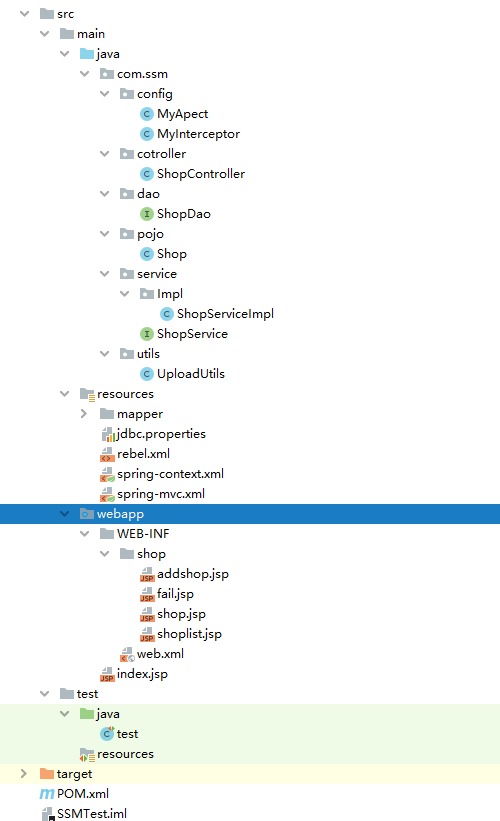 src
main
java
com.ssm
config
MyApect
MyInterceptor
cotroller
ShopController
dao
ShopDao
pojo
Shop
service
Impl
ShopServiceImpl
ShopService
utils
UploadUtils
resources
mapper
jdbc.properties
rebel.xml
spring-context.xml
spring-mvc.xml
webapp
WEB-INF
shop
addshop.jsp
fail.jsp
shop.jsp
shoplist.jsp
web.xml
index.jsp
test
java
test
resources
target
POM.xml
SSMTest.iml